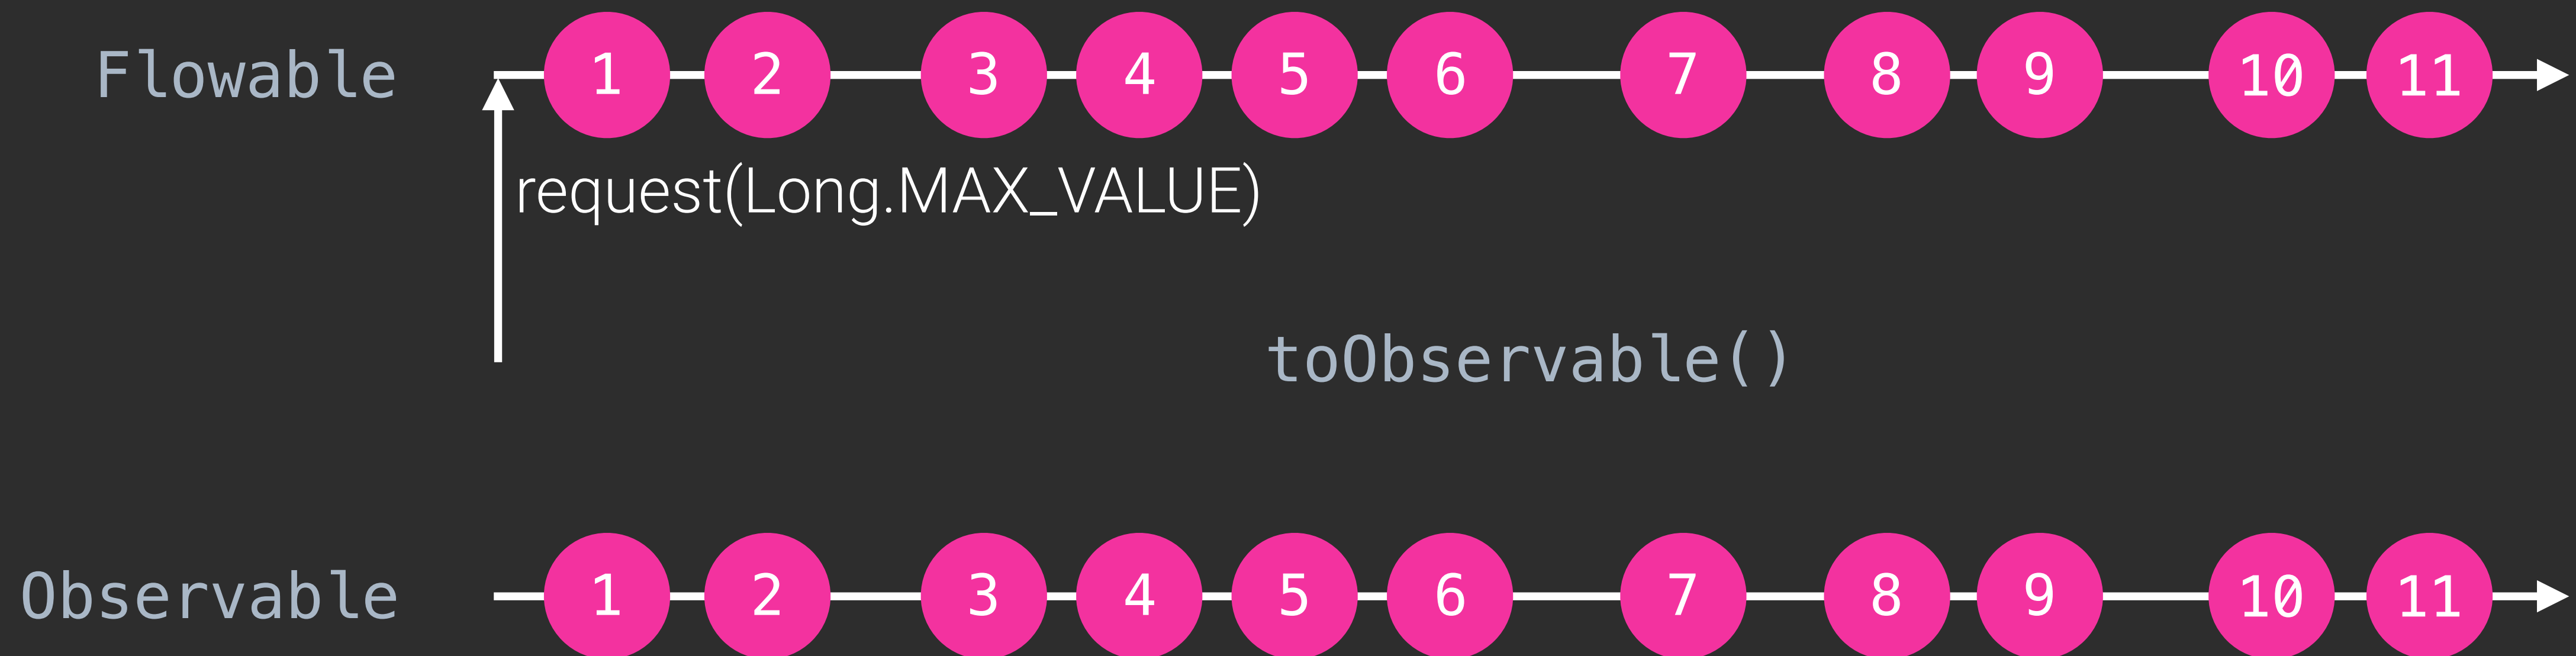 Flowable 1 2 3 4 5 6 7 8 9 10 11
request(Long.MAX_VALUE)
toObservable()
Observable 1 2 3 4 5 6 7 8 9 10 11